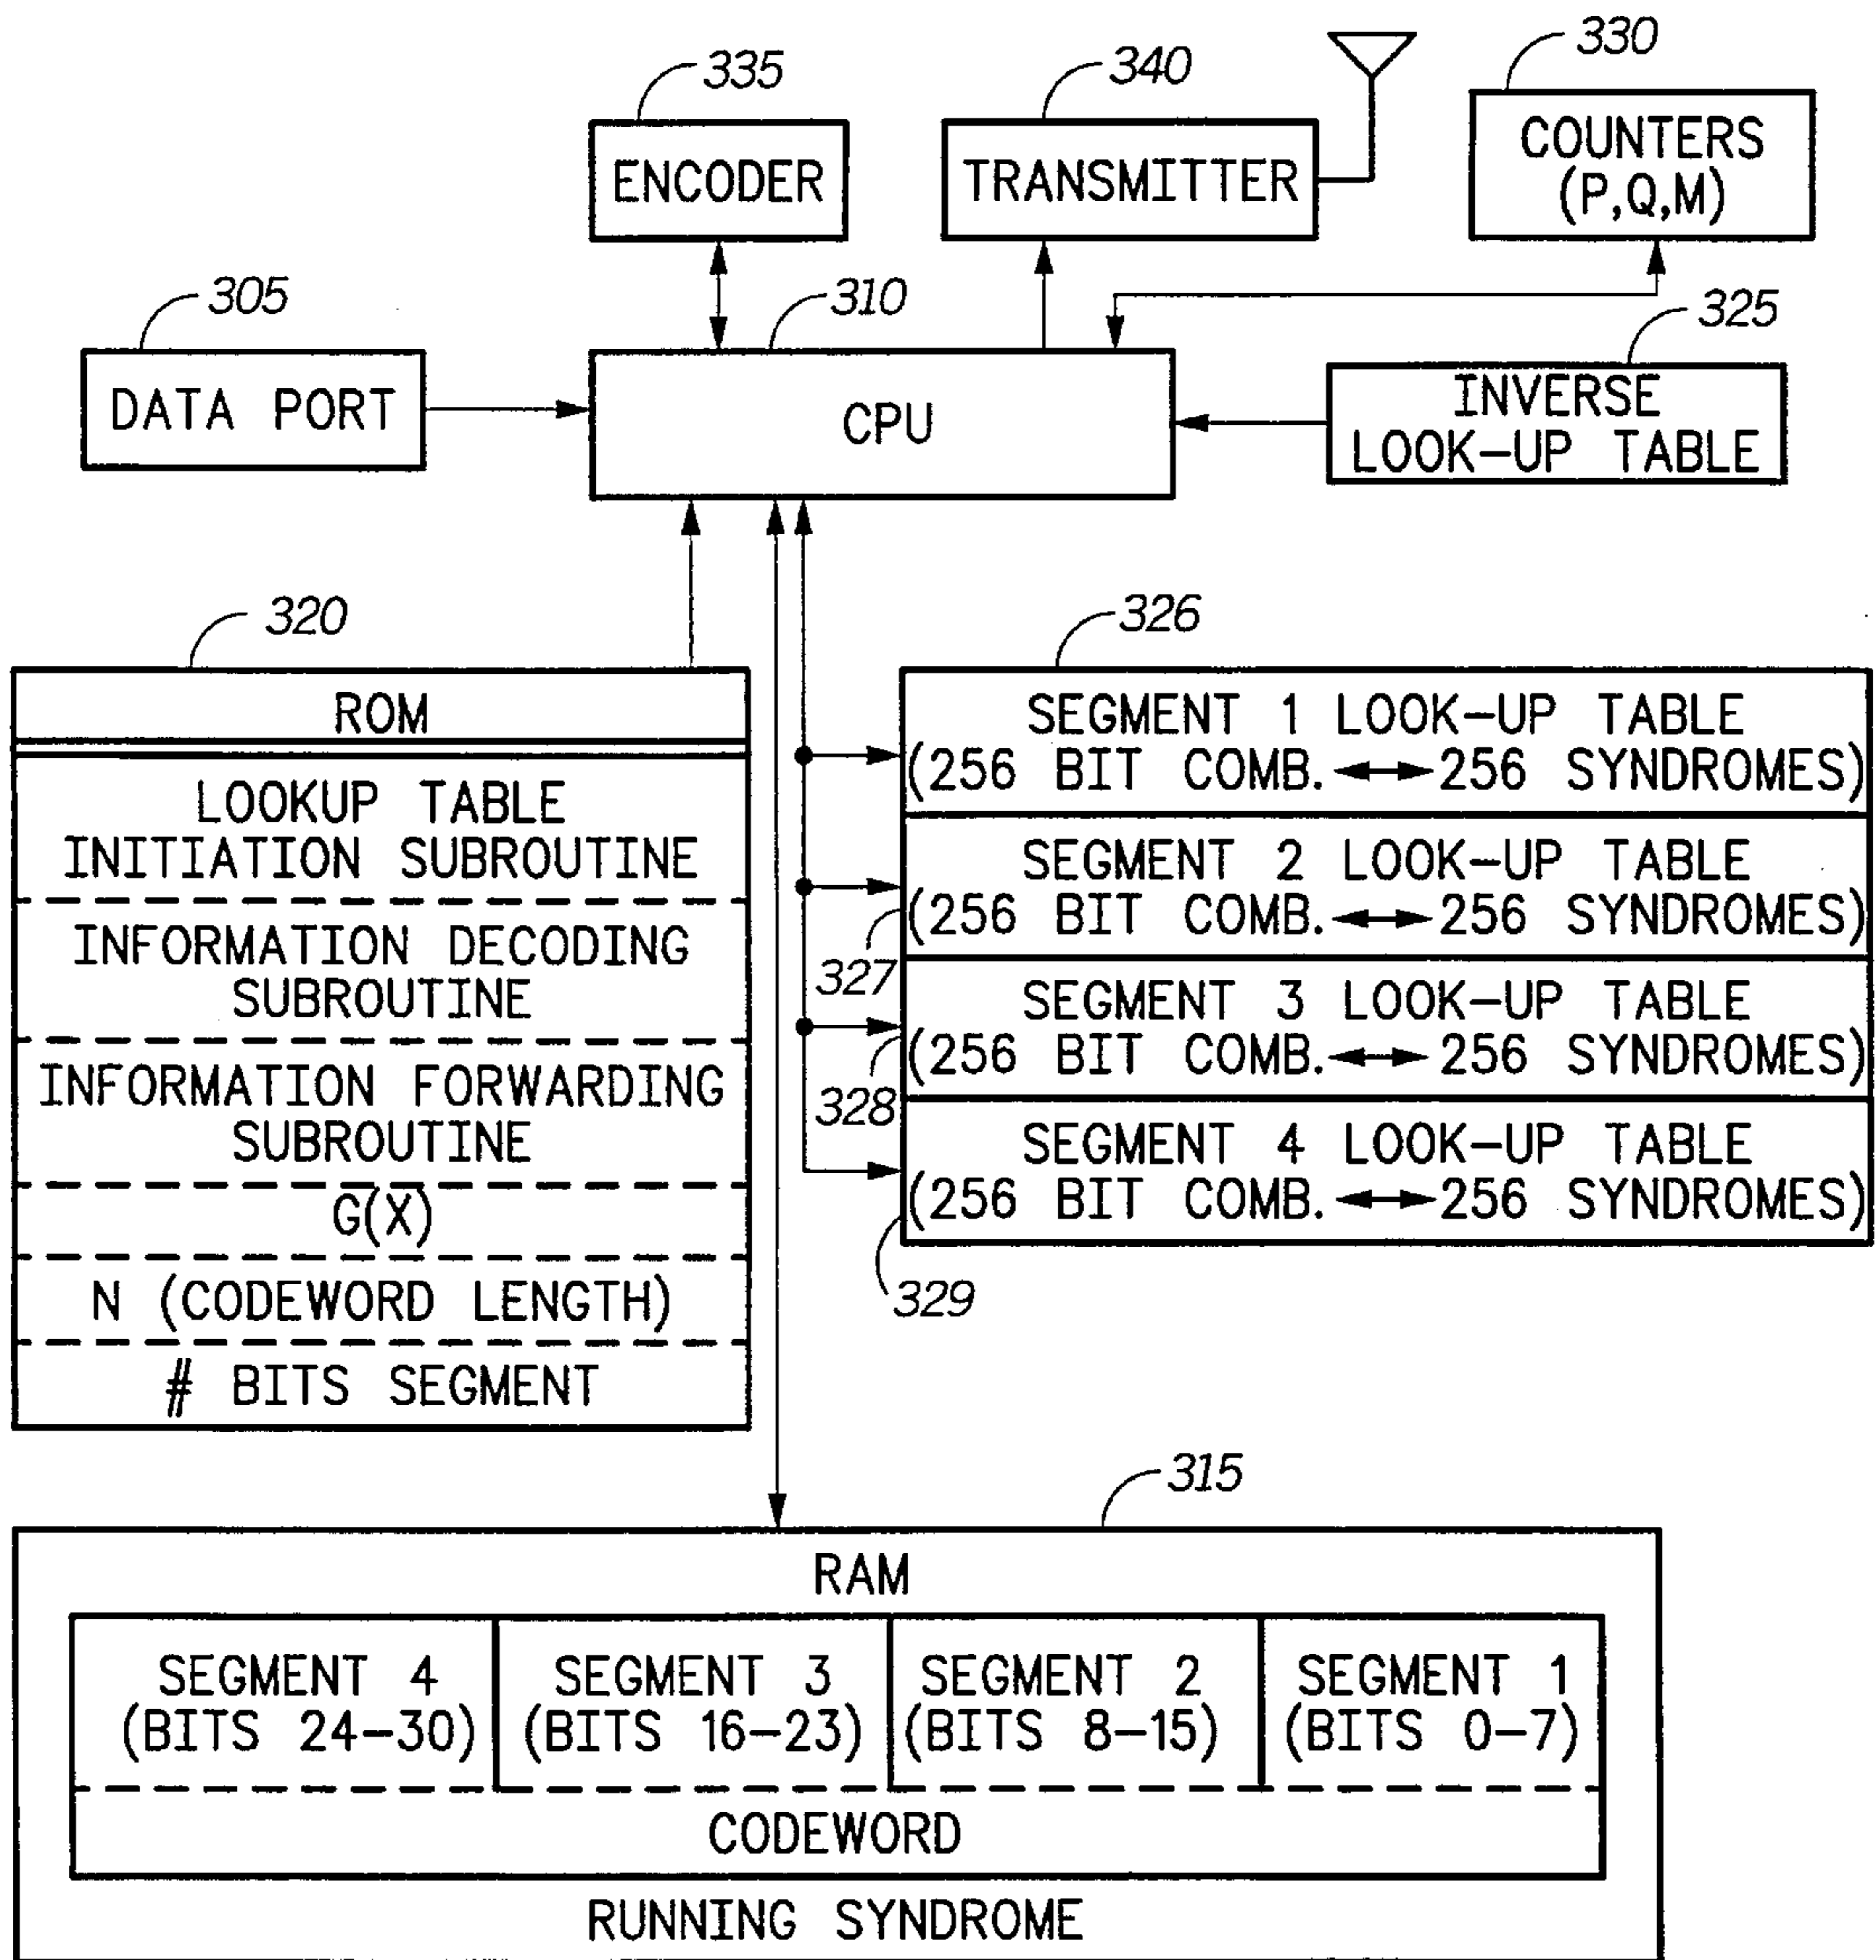 335
340
330
ENCODER
TRANSMITTER
COUNTERS
(P,Q,M)
305
310
325
DATA PORT
CPU
INVERSE
LOOK-UP TABLE
320
326
ROM
LOOKUP TABLE
INITIATION SUBROUTINE
INFORMATION DECODING
SUBROUTINE
INFORMATION FORWARDING
SUBROUTINE
G(X)
N (CODEWORD LENGTH)
# BITS SEGMENT
SEGMENT 1 LOOK-UP TABLE
(256 BIT COMB. ↔ 256 SYNDROMES)
SEGMENT 2 LOOK-UP TABLE
(256 BIT COMB. ↔ 256 SYNDROMES)
327
SEGMENT 3 LOOK-UP TABLE
(256 BIT COMB. ↔ 256 SYNDROMES)
328
SEGMENT 4 LOOK-UP TABLE
(256 BIT COMB. ↔ 256 SYNDROMES)
329
315
RAM
SEGMENT 4
(BITS 24-30)
SEGMENT 3
(BITS 16-23)
SEGMENT 2
(BITS 8-15)
SEGMENT 1
(BITS 0-7)
CODEWORD
RUNNING SYNDROME